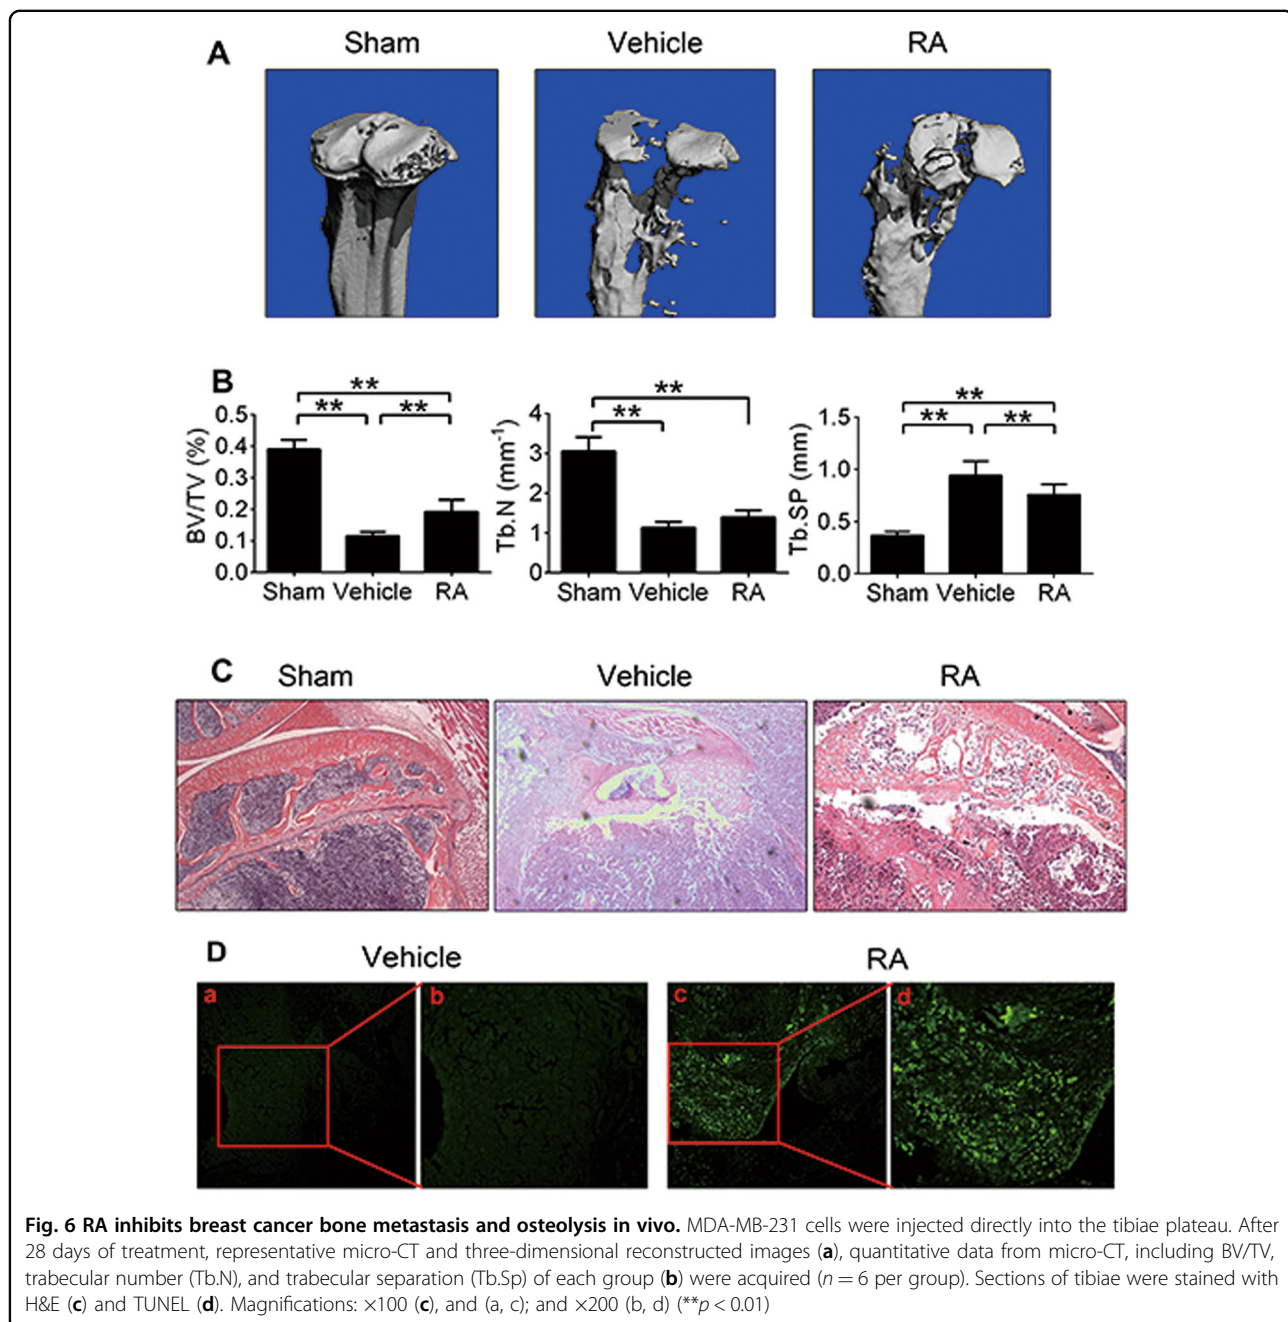 A
Sham Vehicle RA
B
** ** **
BV/TV (%)
0.5
0.4
0.3
0.2
0.1
0.0
Sham Vehicle RA
** **
Tb.N (mm⁻¹)
4
3
2
1
0
Sham Vehicle RA
** ** **
Tb.SP (mm)
1.5
1.0
0.5
0.0
Sham Vehicle RA
C
Sham Vehicle RA
D
Vehicle RA
a b c d
Fig. 6 RA inhibits breast cancer bone metastasis and osteolysis in vivo. MDA-MB-231 cells were injected directly into the tibiae plateau. After
28 days of treatment, representative micro-CT and three-dimensional reconstructed images (a), quantitative data from micro-CT, including BV/TV,
trabecular number (Tb.N), and trabecular separation (Tb.Sp) of each group (b) were acquired (n = 6 per group). Sections of tibiae were stained with
H&E (c) and TUNEL (d). Magnifications: ×100 (c), and (a, c); and ×200 (b, d) (**p < 0.01)